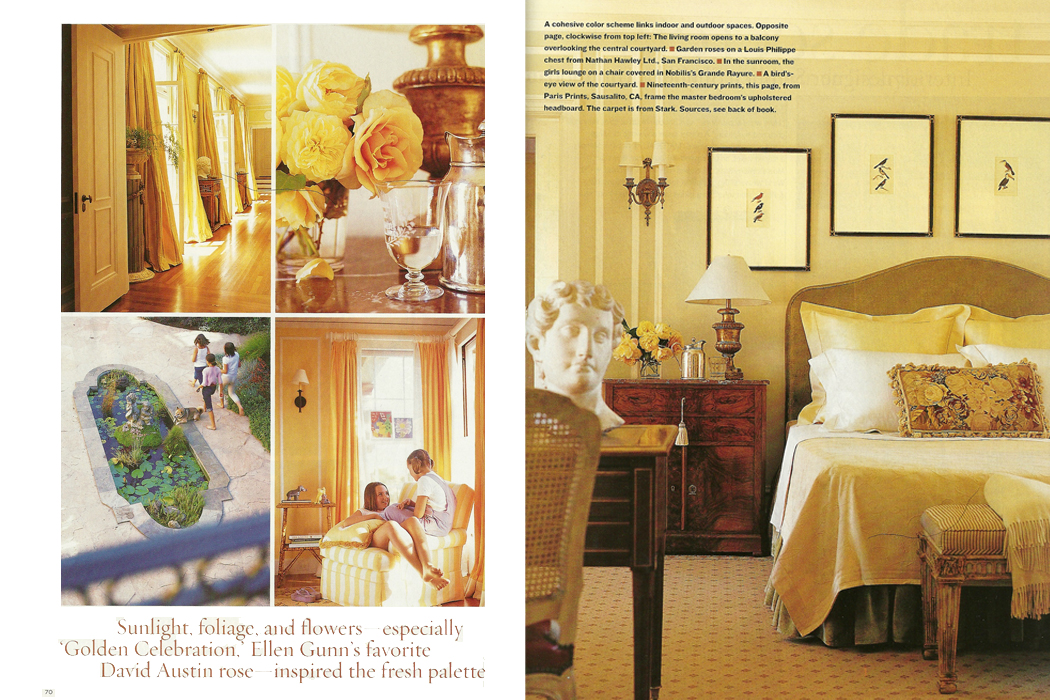 Sunlight, foliage, and flowers—especially
'Golden Celebration,' Ellen Gunn's favorite
David Austin rose—inspired the fresh palette
70
A cohesive color scheme links indoor and outdoor spaces. Opposite
page, clockwise from top left: The living room opens to a balcony
overlooking the central courtyard. ■ Garden roses on a Louis Philippe
chest from Nathan Hawley Ltd., San Francisco. ■ In the sunroom, the
girls lounge on a chair covered in Nobilis's Grande Rayure. ■ A bird's-
eye view of the courtyard. ■ Nineteenth-century prints, this page, from
Paris Prints, Sausalito, CA, frame the master bedroom's upholstered
headboard. The carpet is from Stark. Sources, see back of book.